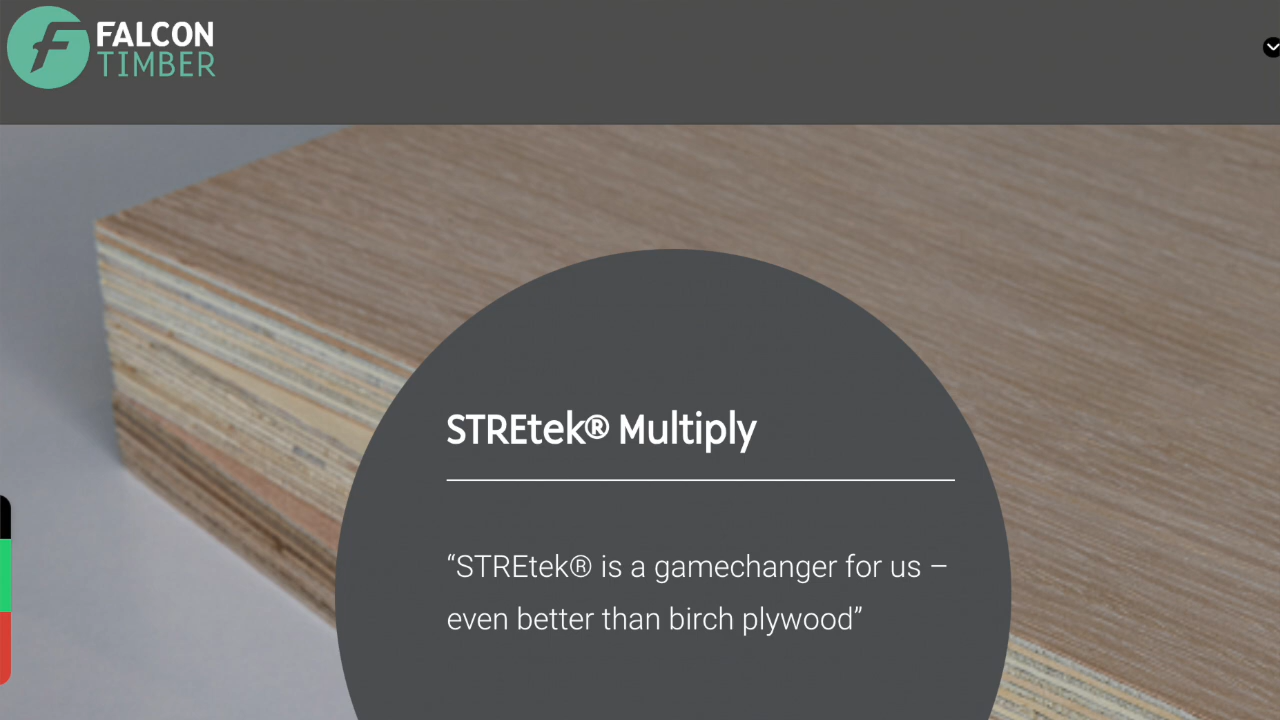 FALCON
TIMBER
STREtek® Multiply
“STREtek® is a gamechanger for us –
even better than birch plywood”